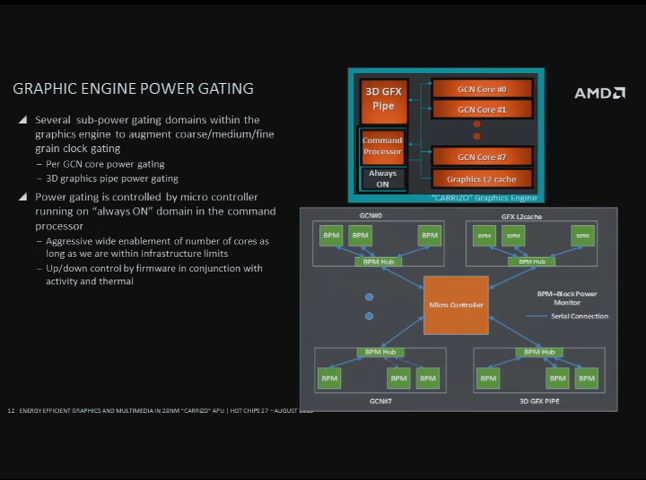 GRAPHIC ENGINE POWER GATING
Several sub-power gating domains within the
graphics engine to augment coarse/medium/fine
grain clock gating
– Per GCN core power gating
– 3D graphics pipe power gating
Power gating is controlled by micro controller
running on "always ON" domain in the command
processor
– Aggressive wide enablement of number of cores as
long as we are within infrastructure limits
– Up/down control by firmware in conjunction with
activity and thermal
12 ENERGY EFFICIENT GRAPHICS AND MULTIMEDIA IN 28NM "CARRIZO" APU | HOT CHIPS 27 – AUGUST
3D GFX
Pipe
Command
Processor
Always
ON
GCN Core #0
GCN Core #1
GCN Core #7
Graphics L2 cache
"CARRIZO" Graphics Engine
AMD
GCN#0
BPM BPM BPM
BPM Hub
GFX L2cache
BPM BPM BPM
BPM Hub
Micro Controller
BPM=Block Power
Monitor
Serial Connection
BPM Hub
BPM BPM BPM
GCN#7
BPM Hub
BPM BPM BPM
3D GFX PIPE